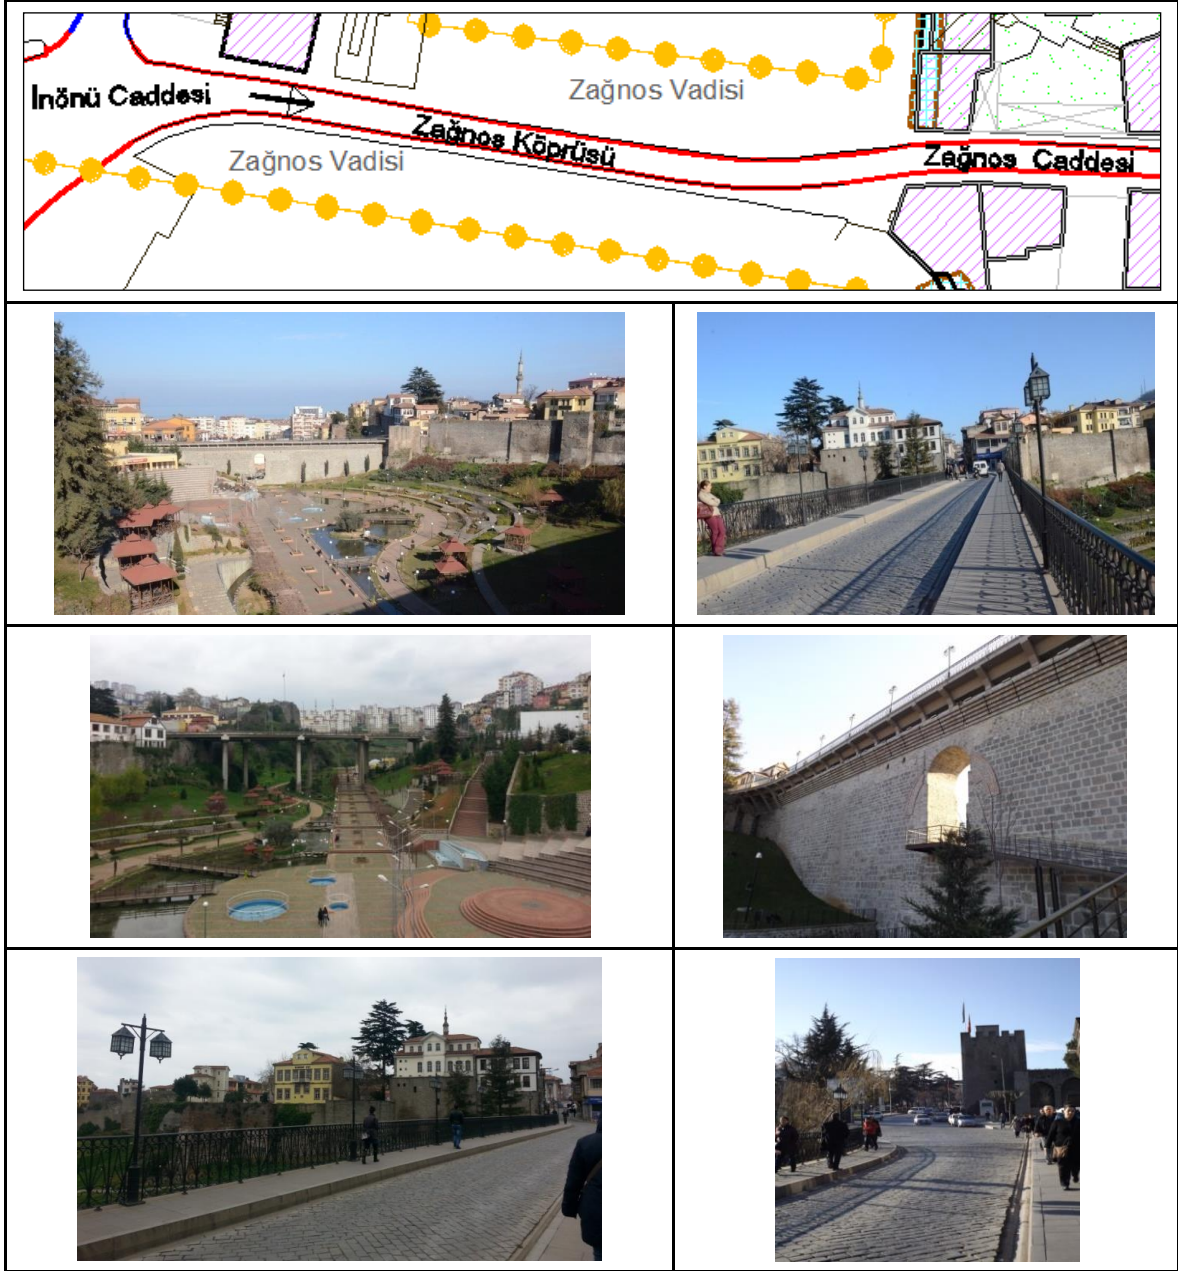 İnönü Caddesi
Zağnos Vadisi
Zağnos Köprüsü
Zağnos Vadisi
Zağnos Caddesi